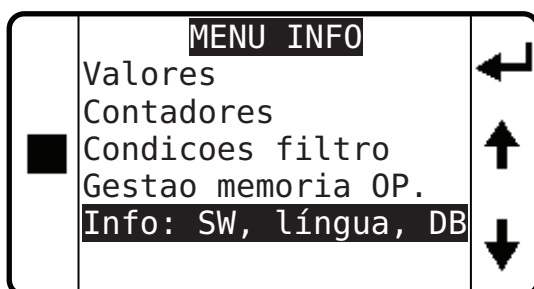 MENU INFO
Valores
Contadores
Condicoes filtro
Gestao memoria OP.
Info: SW, língua, DB